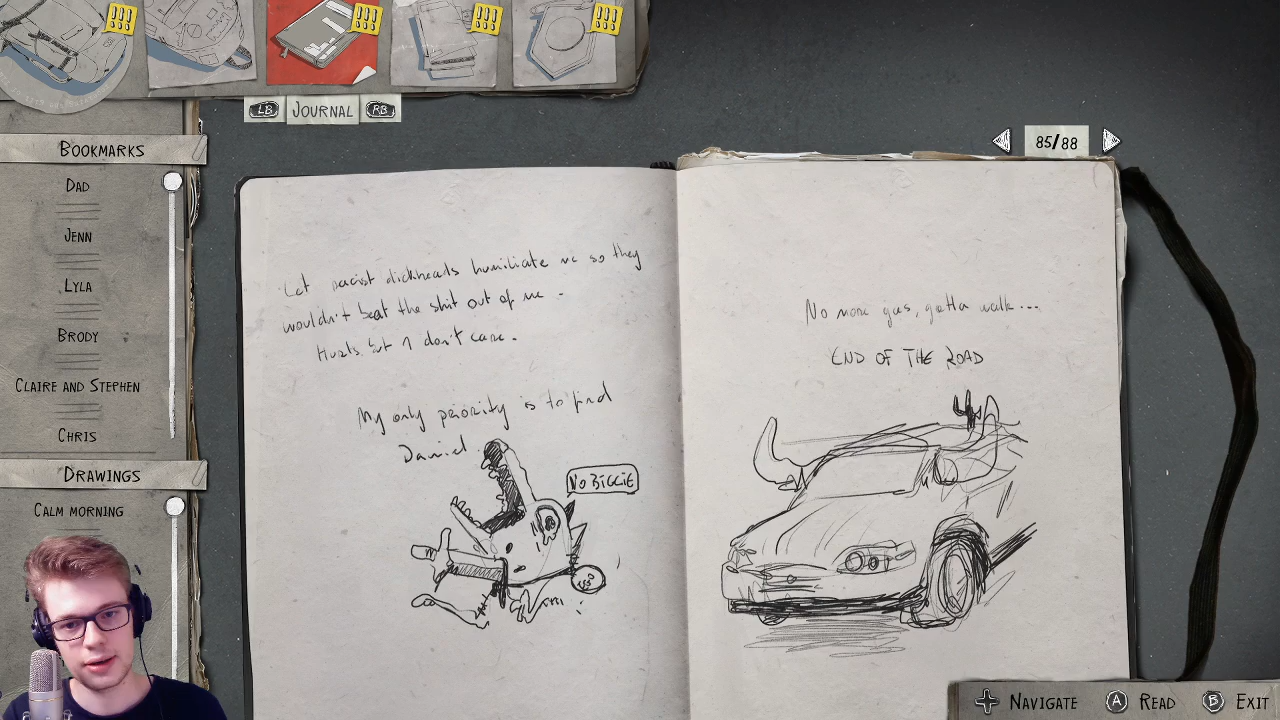 LB
JOURNAL
RB
85/88
BOOKMARKS
DAD
JENN
LYLA
BRODY
CLAIRE AND STEPHEN
CHRIS
DRAWINGS
CALM MORNING
Let racist dickheads humiliate me so they
wouldn't beat the shit out of me.
Hurts but I don't care.
My only priority is to find
Daniel.
NO BIGGIE
No more gas, gotta walk...
END OF THE ROAD
NAVIGATE
A READ
B EXIT